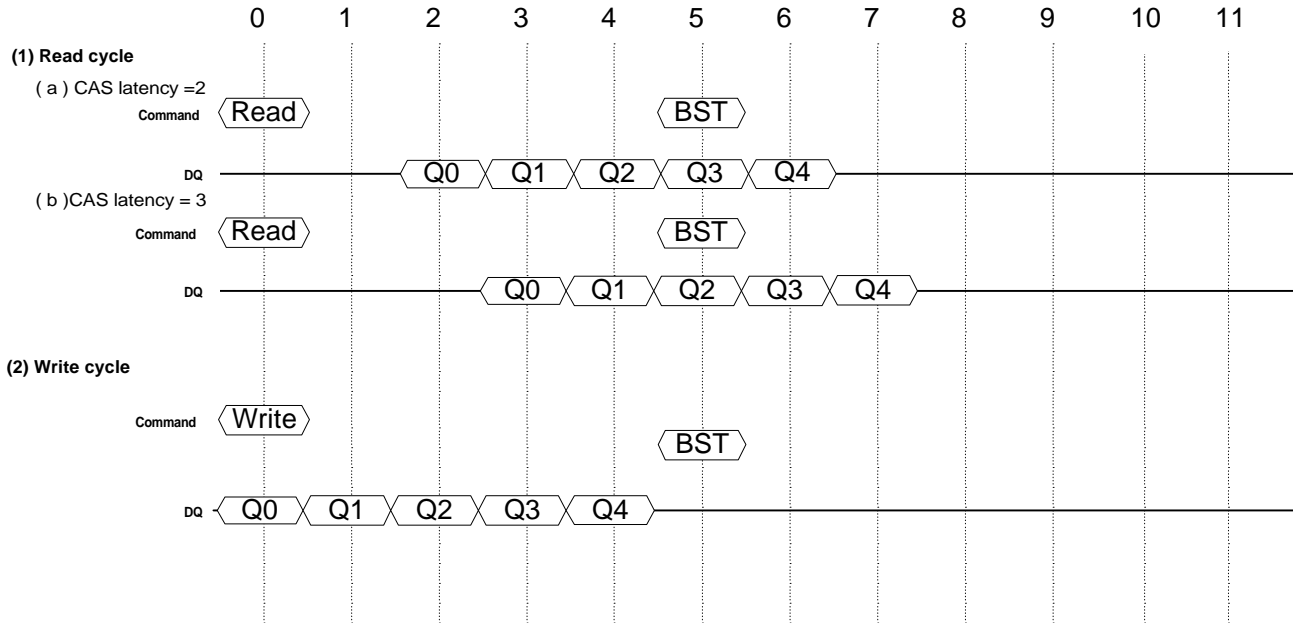 0 1 2 3 4 5 6 7 8 9 10 11
(1) Read cycle
( a ) CAS latency =2
Command Read BST
DQ Q0 Q1 Q2 Q3 Q4
( b )CAS latency = 3
Command Read BST
DQ Q0 Q1 Q2 Q3 Q4
(2) Write cycle
Command Write BST
DQ Q0 Q1 Q2 Q3 Q4